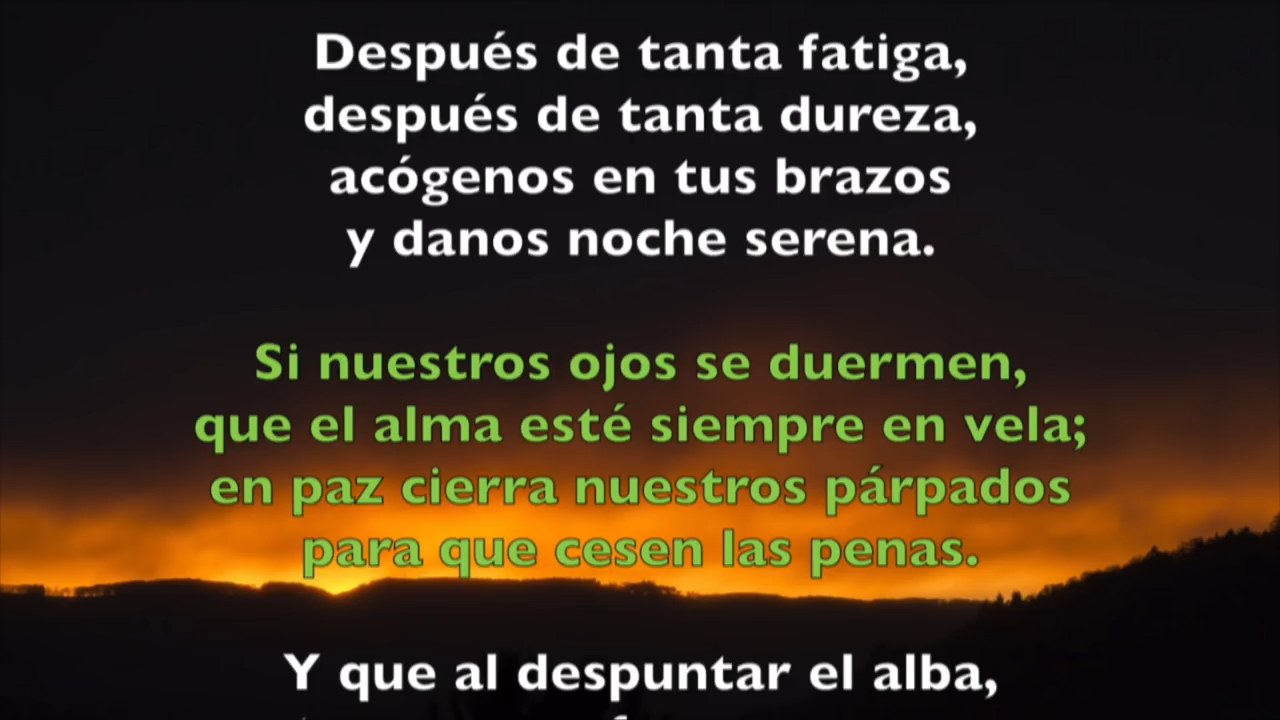 Después de tanta fatiga,
después de tanta dureza,
acógenos en tus brazos
y danos noche serena.
Si nuestros ojos se duermen,
que el alma esté siempre en vela;
en paz cierra nuestros párpados
para que cesen las penas.
Y que al despuntar el alba,